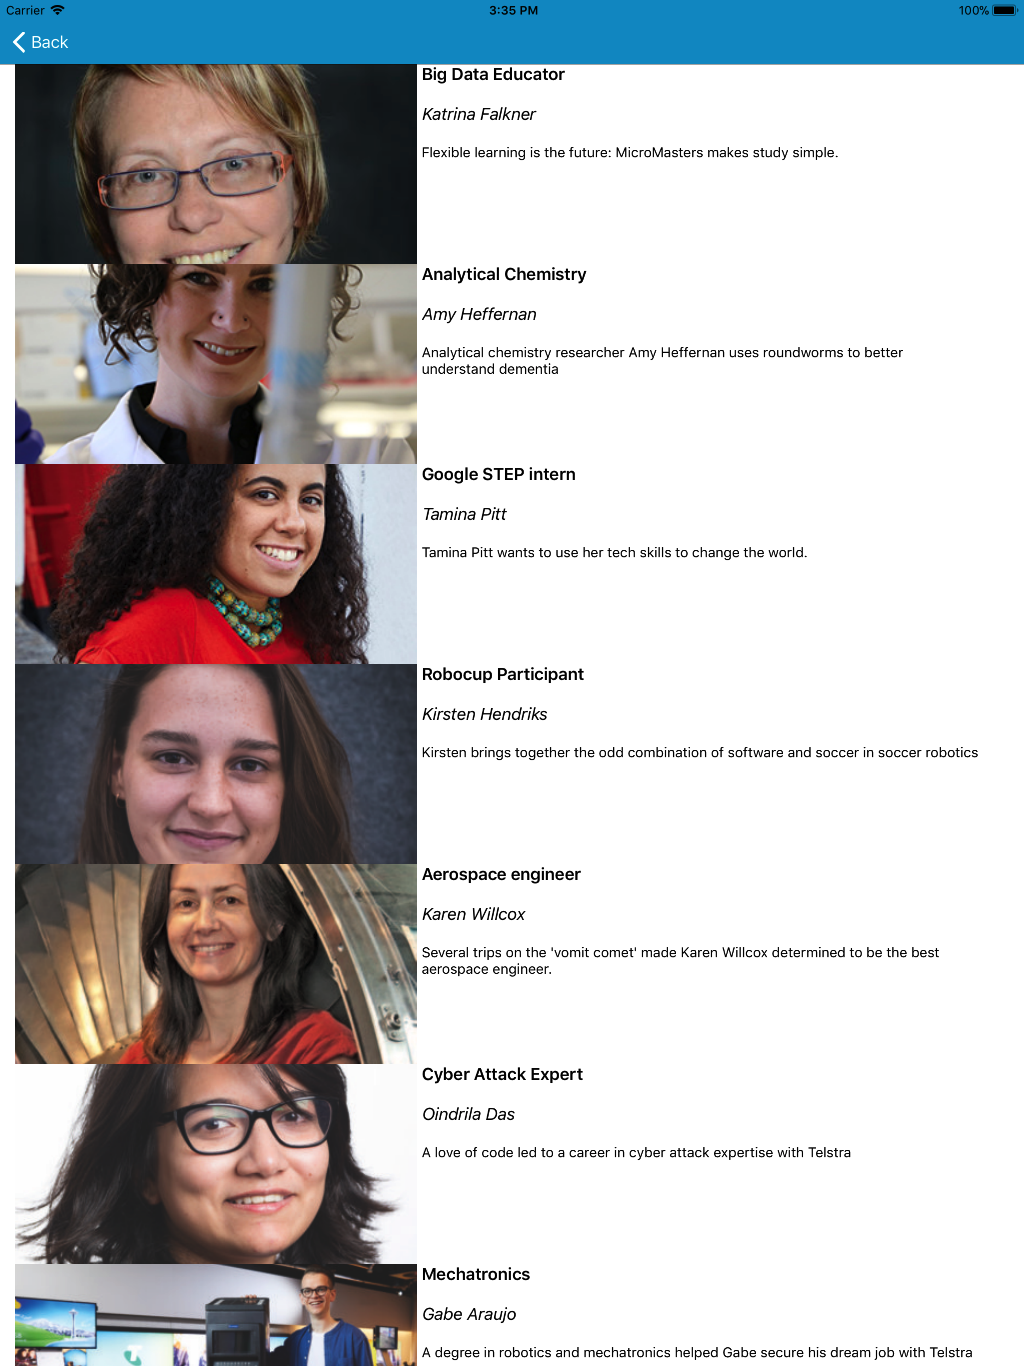 Carrier 3:35 PM 100%
Back
Big Data Educator
Katrina Falkner
Flexible learning is the future: MicroMasters makes study simple.
Analytical Chemistry
Amy Heffernan
Analytical chemistry researcher Amy Heffernan uses roundworms to better
understand dementia
Google STEP intern
Tamina Pitt
Tamina Pitt wants to use her tech skills to change the world.
Robocup Participant
Kirsten Hendriks
Kirsten brings together the odd combination of software and soccer in soccer robotics
Aerospace engineer
Karen Willcox
Several trips on the 'vomit comet' made Karen Willcox determined to be the best
aerospace engineer.
Cyber Attack Expert
Oindrila Das
A love of code led to a career in cyber attack expertise with Telstra
Mechatronics
Gabe Araujo
A degree in robotics and mechatronics helped Gabe secure his dream job with Telstra